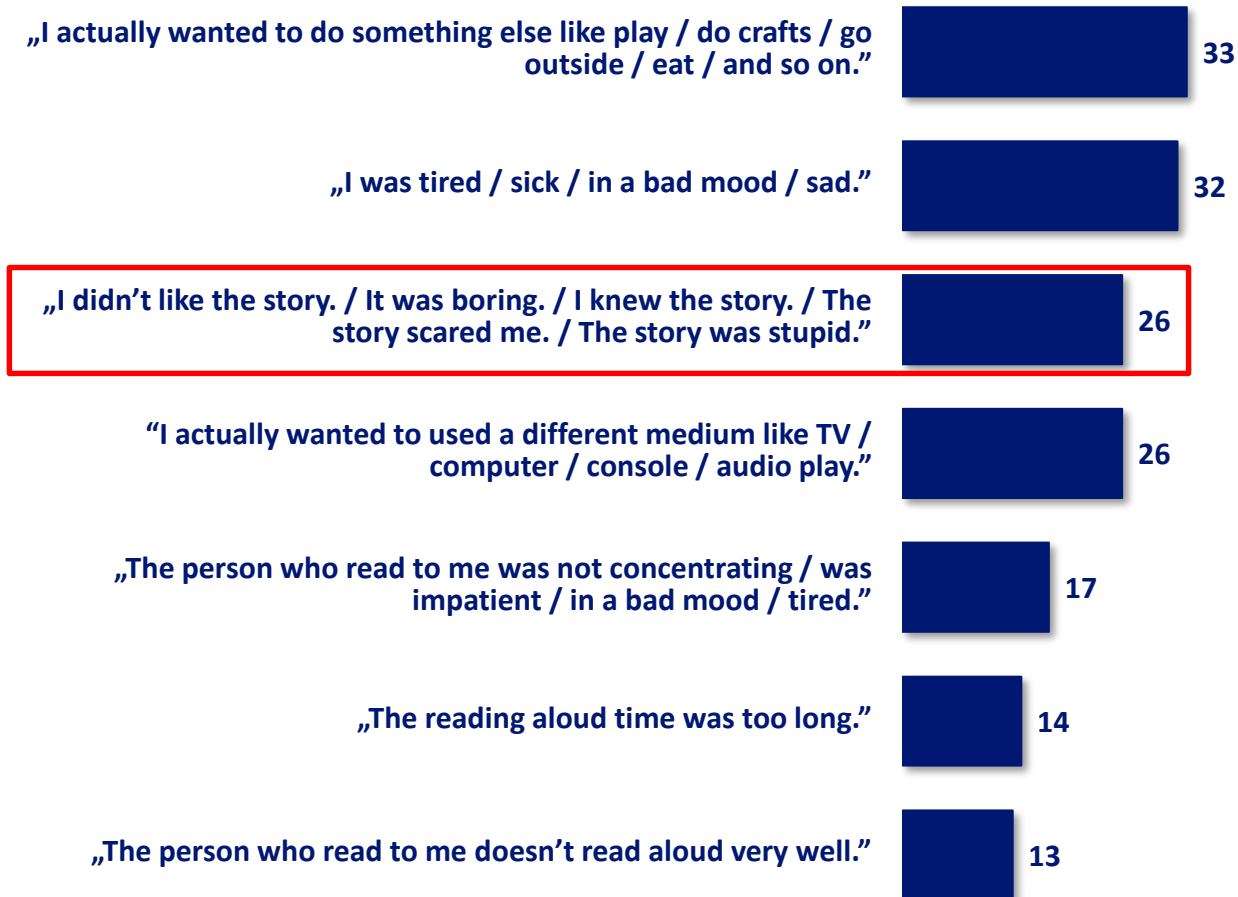 „I actually wanted to do something else like play / do crafts / go
outside / eat / and so on.”
33
„I was tired / sick / in a bad mood / sad.”
32
„I didn’t like the story. / It was boring. / I knew the story. / The
story scared me. / The story was stupid.”
26
“I actually wanted to used a different medium like TV /
computer / console / audio play.”
26
„The person who read to me was not concentrating / was
impatient / in a bad mood / tired.”
17
„The reading aloud time was too long.”
14
„The person who read to me doesn’t read aloud very well.”
13